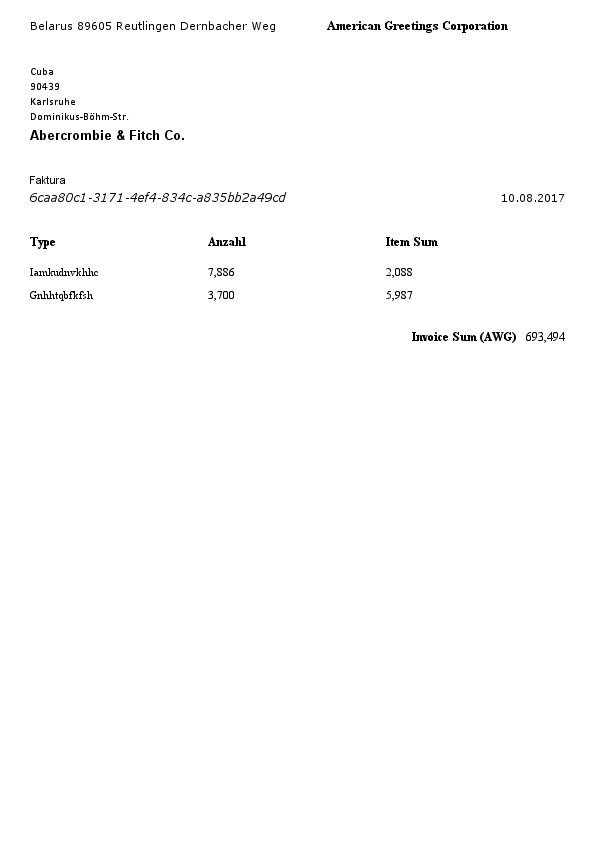 Belarus 89605 Reutlingen Dernbacher Weg American Greetings Corporation
Cuba
90439
Karlsruhe
Dominikus-Böhm-Str.
Abercrombie & Fitch Co.
Faktura
6caa80c1-3171-4ef4-834c-a835bb2a49cd 10.08.2017
Type Anzahl Item Sum
Iamkudnvkhhc 7,886 2,088
Gnhhtqbfkfsh 3,700 5,987
Invoice Sum (AWG) 693,494